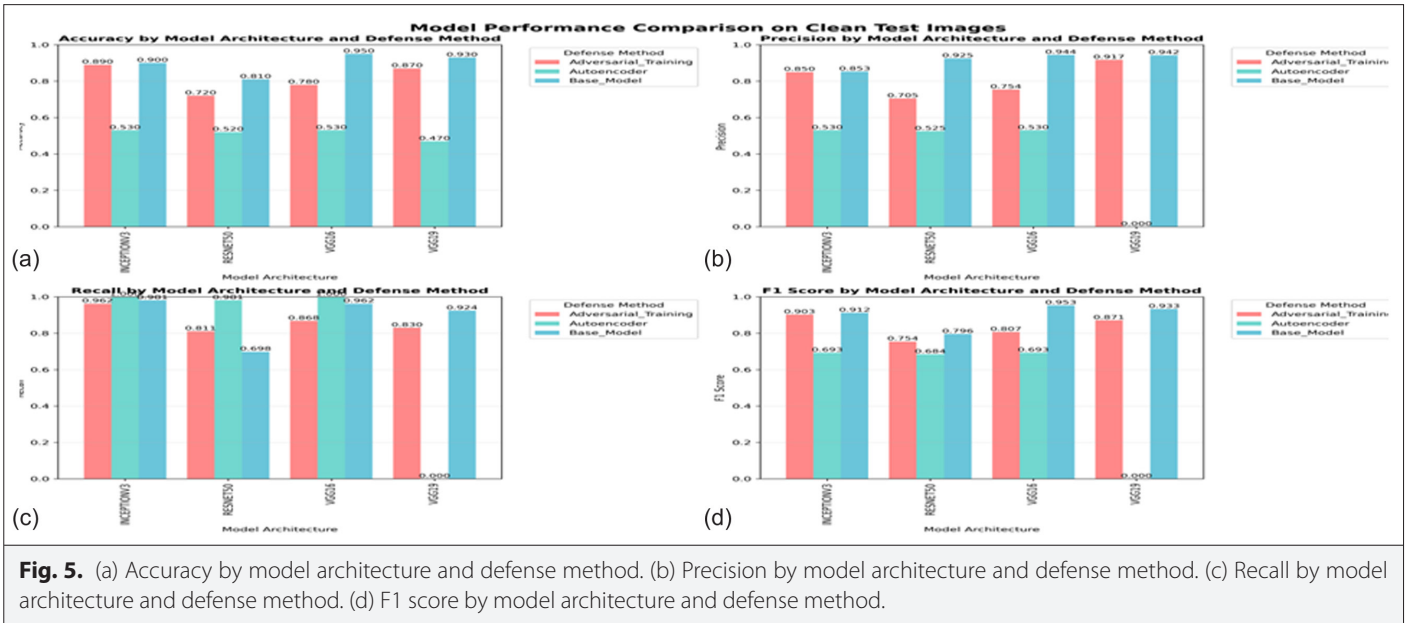 Model Performance Comparison on Clean Test Images
Accuracy by Model Architecture and Defense Method
1.0
0.8
0.6
0.4
0.2
0.0
0.890
0.530
0.900
0.720
0.520
0.810
0.780
0.530
0.950
0.870
0.470
0.930
INCEPTIONV3
RESNET50
VGG16
VGG19
Model Architecture
Defense Method
Adversarial_Training
Autoencoder
Base_Model
(a)
Precision by Model Architecture and Defense Method
Precision
1.0
0.8
0.6
0.4
0.2
0.0
0.850
0.530
0.853
0.705
0.525
0.925
0.754
0.530
0.944
0.917
0.000
0.942
INCEPTIONV3
RESNET50
VGG16
VGG19
Model Architecture
Defense Method
Adversarial_Trainin
Autoencoder
Base_Model
(b)
Recall by Model Architecture and Defense Method
1.0
0.8
0.6
0.4
0.2
0.0
0.962
0.981
0.811
0.981
0.698
0.868
0.962
0.830
0.000
0.924
INCEPTIONV3
RESNET50
VGG16
VGG19
Model Architecture
Defense Method
Adversarial_Training
Autoencoder
Base_Model
(c)
F1 Score by Model Architecture and Defense Method
F1 Score
1.0
0.8
0.6
0.4
0.2
0.0
0.903
0.693
0.912
0.754
0.684
0.796
0.807
0.693
0.953
0.871
0.000
0.933
INCEPTIONV3
RESNET50
VGG16
VGG19
Model Architecture
Defense Method
Adversarial_Trainin
Autoencoder
Base_Model
(d)
Fig. 5. (a) Accuracy by model architecture and defense method. (b) Precision by model architecture and defense method. (c) Recall by model
architecture and defense method. (d) F1 score by model architecture and defense method.